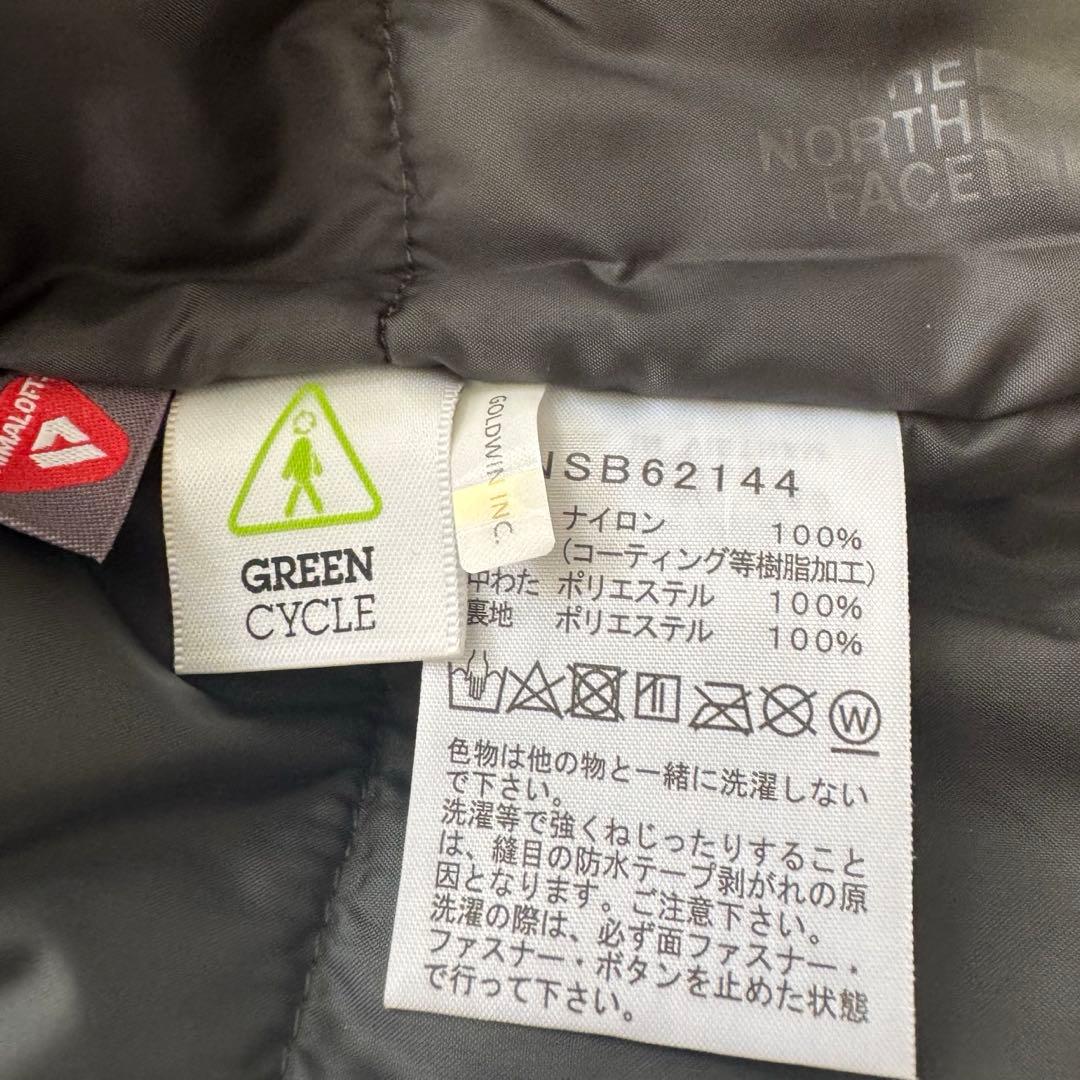 NORTH
FACE
GREEN
CYCLE
GOLDWIN INC.
NSB62144
ナイロン 100%
(コーティング等樹脂加工)
中わた ポリエステル 100%
裏地 ポリエステル 100%
W
色物は他の物と一緒に洗濯しない
で下さい。
洗濯等で強くねじったりすること
は、縫目の防水テープ剥がれの原
因となります。ご注意下さい。
洗濯の際は、必ず面ファスナー・
ファスナー・ボタンを止めた状態
で行って下さい。